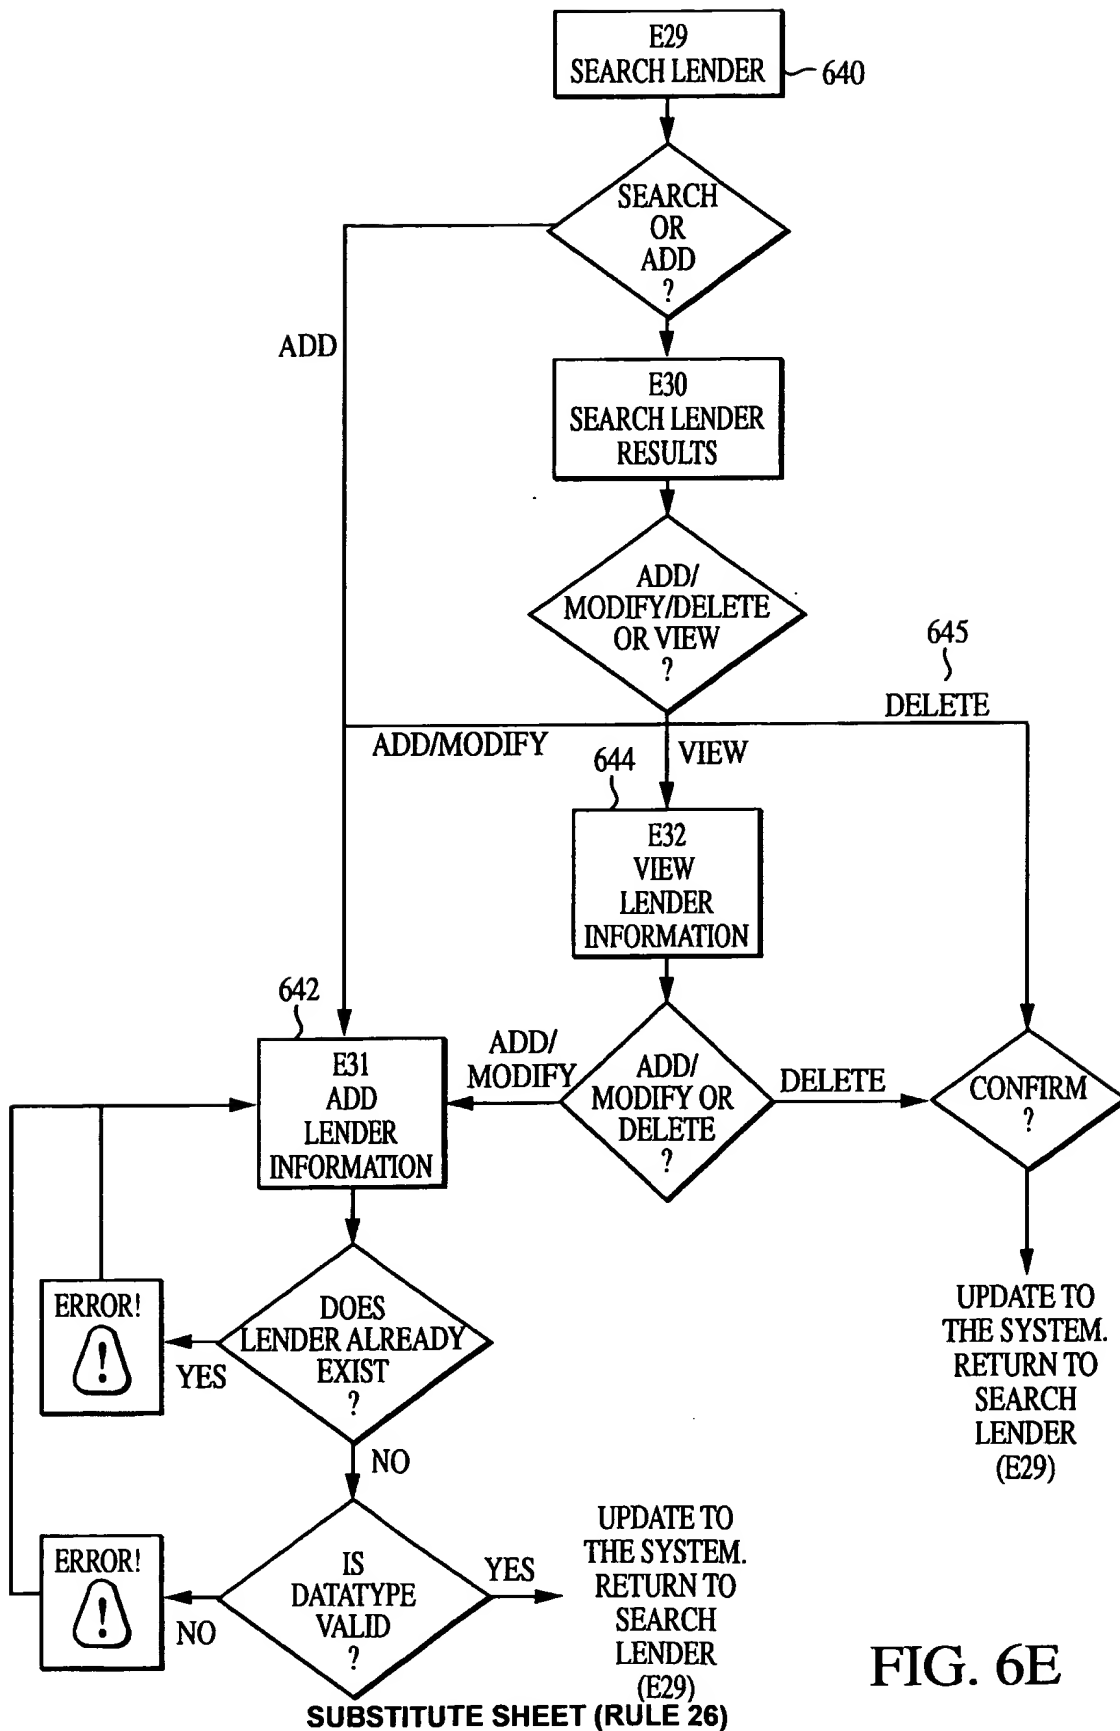 E29
SEARCH LENDER
640
SEARCH
OR
ADD
?
ADD
E30
SEARCH LENDER
RESULTS
ADD/
MODIFY/DELETE
OR VIEW
?
645
DELETE
ADD/MODIFY
VIEW
644
E32
VIEW
LENDER
INFORMATION
642
E31
ADD
LENDER
INFORMATION
ADD/
MODIFY
ADD/
MODIFY OR
DELETE
?
DELETE
CONFIRM
?
ERROR!
!
YES
DOES
LENDER ALREADY
EXIST
?
UPDATE TO
THE SYSTEM.
RETURN TO
SEARCH
LENDER
(E29)
NO
ERROR!
!
NO
IS
DATATYPE
VALID
?
YES
UPDATE TO
THE SYSTEM.
RETURN TO
SEARCH
LENDER
(E29)
FIG. 6E
SUBSTITUTE SHEET (RULE 26)